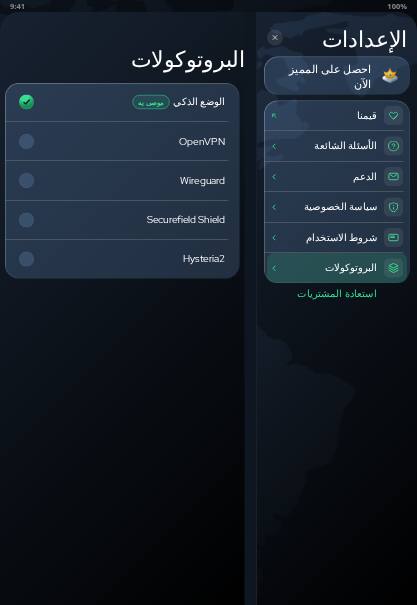 9:41
100%
الإعدادات
احصل على المميز
الآن
قيمنا
الأسئلة الشائعة
الدعم
سياسة الخصوصية
شروط الاستخدام
البروتوكولات
استعادة المشتريات
البروتوكولات
الوضع الذكي موصى به
OpenVPN
Wireguard
Securefield Shield
Hysteria2